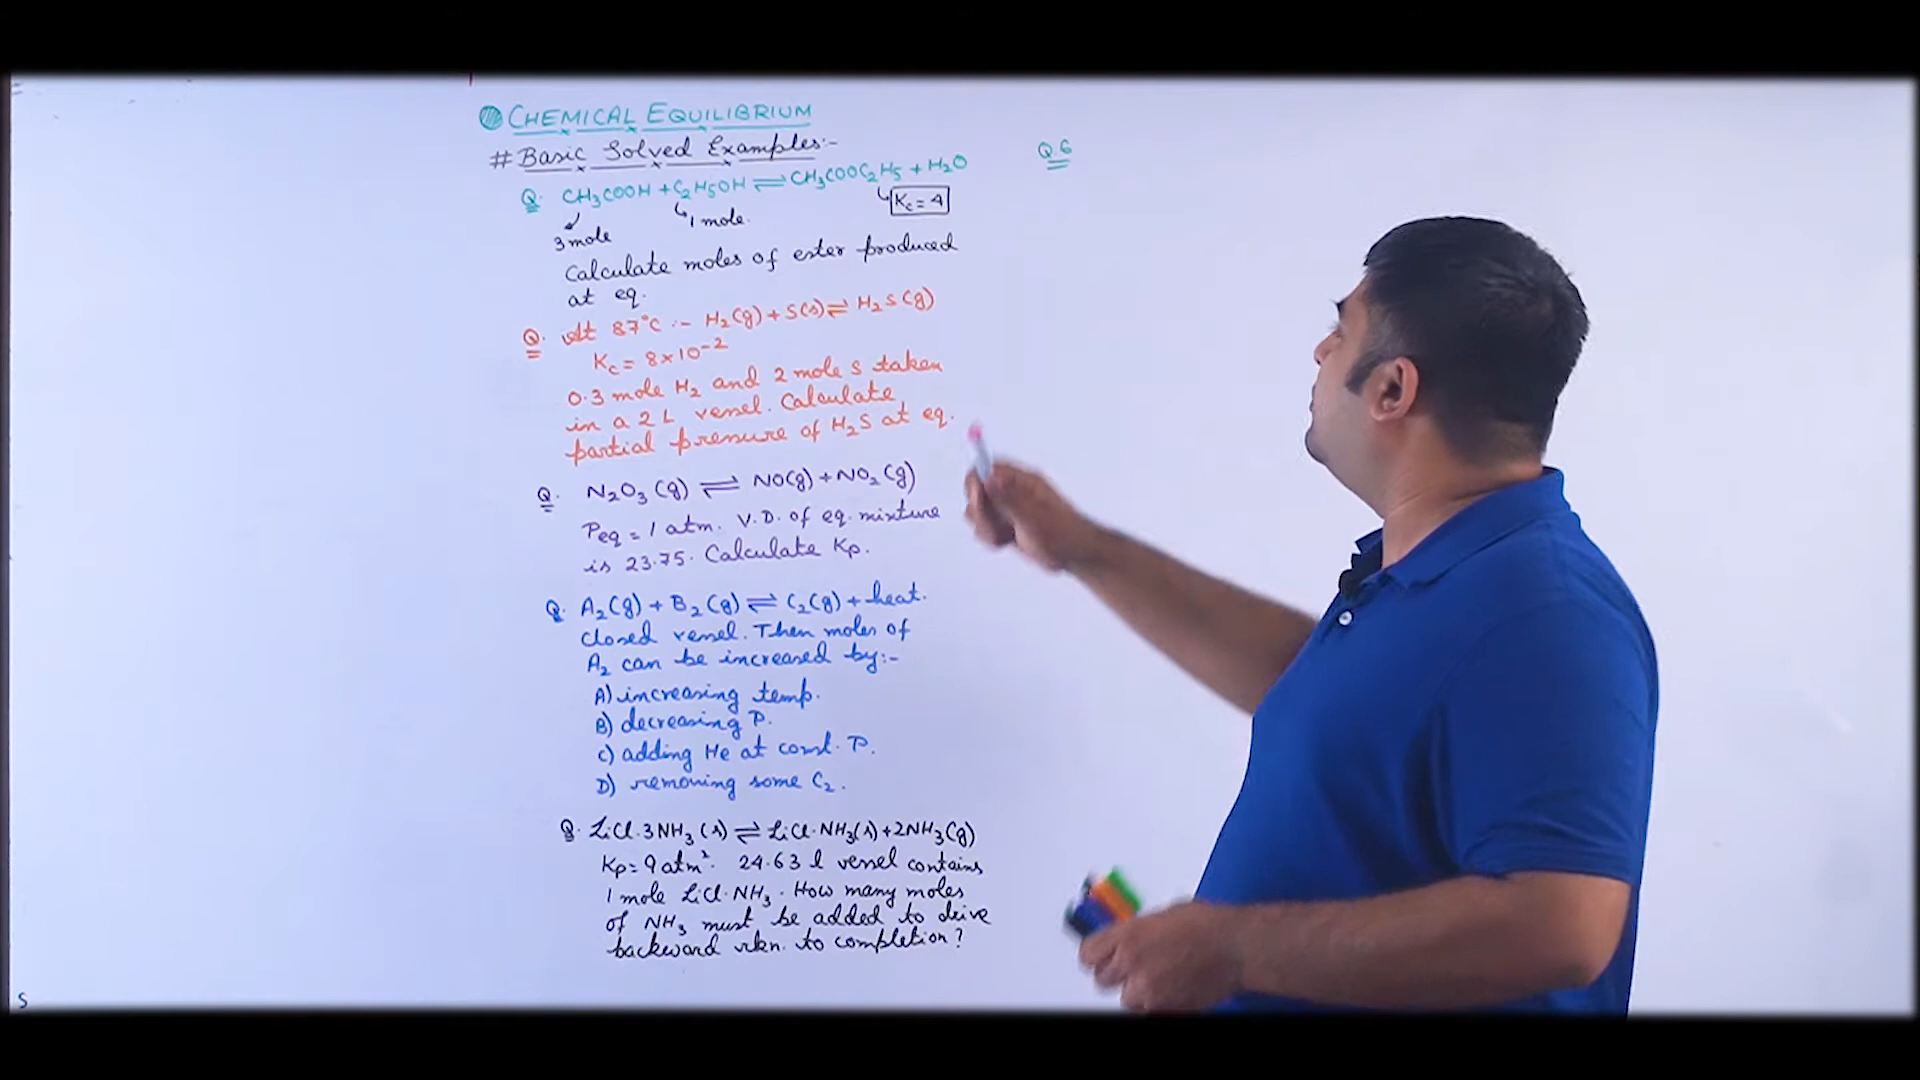 CHEMICAL EQUILIBRIUM
# Basic Solved Examples:-
Q. CH3COOH + C2H5OH ⇌ CH3COOC2H5 + H2O
3 mole
1 mole.
Kc = 4
Calculate moles of ester produced
at eq.
Q. At 87°C :- H2(g) + S(s) ⇌ H2S(g)
Kc = 8×10-2
0.3 mole H2 and 2 mole S taken
in a 2 L vessel. Calculate
partial pressure of H2S at eq.
Q. N2O3(g) ⇌ NO(g) + NO2(g)
Peq = 1 atm. V.D. of eq. mixture
is 23.75. Calculate Kp.
Q. A2(g) + B2(g) ⇌ C2(g) + heat.
closed vessel. Then moles of
A2 can be increased by:-
A) increasing temp.
B) decreasing P.
C) adding He at const. P.
D) removing some C2.
Q. LiCl.3NH3(s) ⇌ LiCl.NH3(s) + 2NH3(g)
Kp = 9 atm2. 24.63 l vessel contains
1 mole LiCl.NH3. How many moles
of NH3 must be added to drive
backward rkn. to completion?
Q.6
S